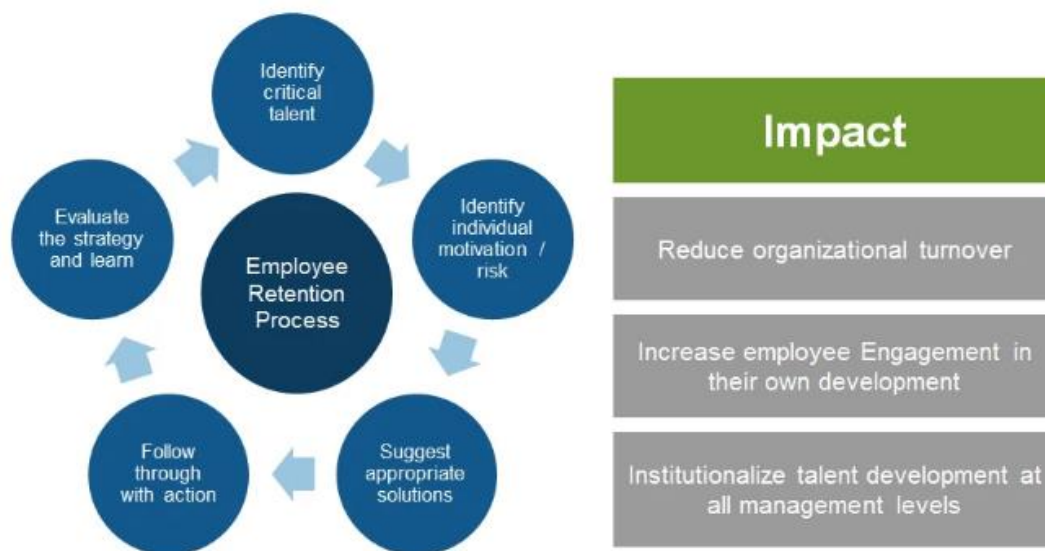 Identify
critical
talent
Identify
individual
motivation /
risk
Suggest
appropriate
solutions
Follow
through
with action
Evaluate
the strategy
and learn
Employee
Retention
Process
Impact
Reduce organizational turnover
Increase employee Engagement in
their own development
Institutionalize talent development at
all management levels